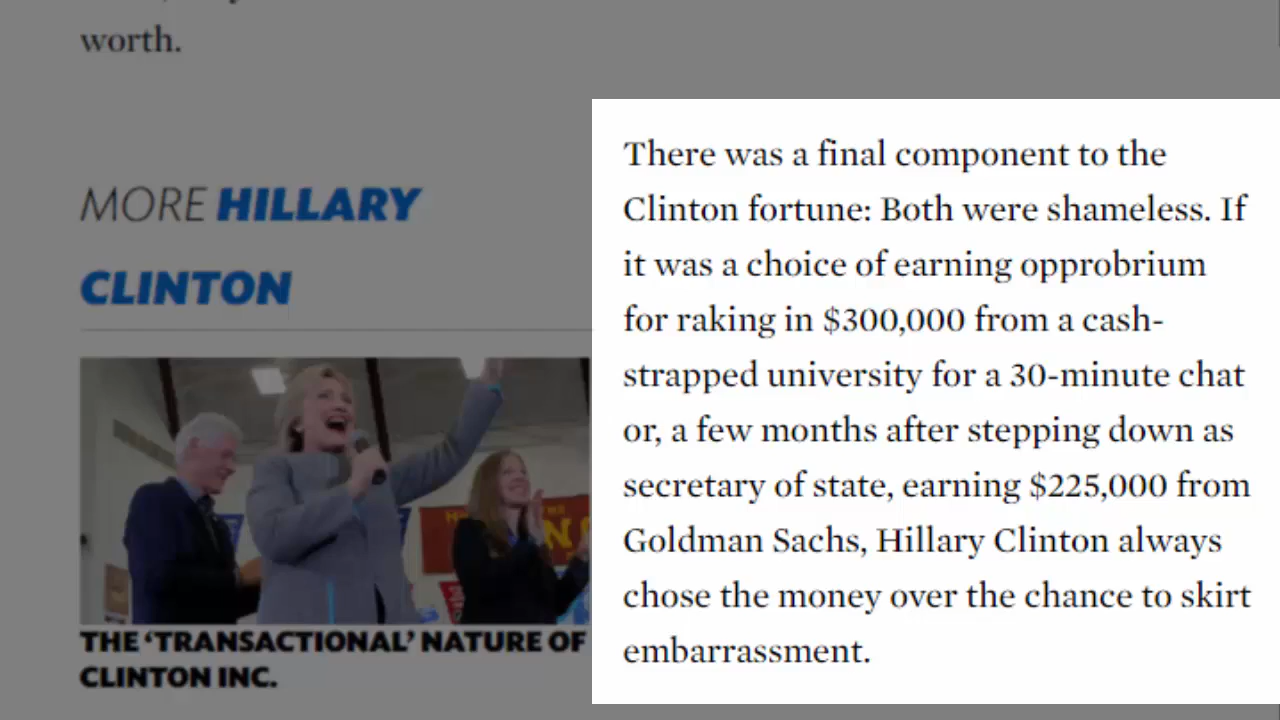 worth.
MORE HILLARY
CLINTON
THE ‘TRANSACTIONAL’ NATURE OF
CLINTON INC.
There was a final component to the
Clinton fortune: Both were shameless. If
it was a choice of earning opprobrium
for raking in $300,000 from a cash-
strapped university for a 30-minute chat
or, a few months after stepping down as
secretary of state, earning $225,000 from
Goldman Sachs, Hillary Clinton always
chose the money over the chance to skirt
embarrassment.